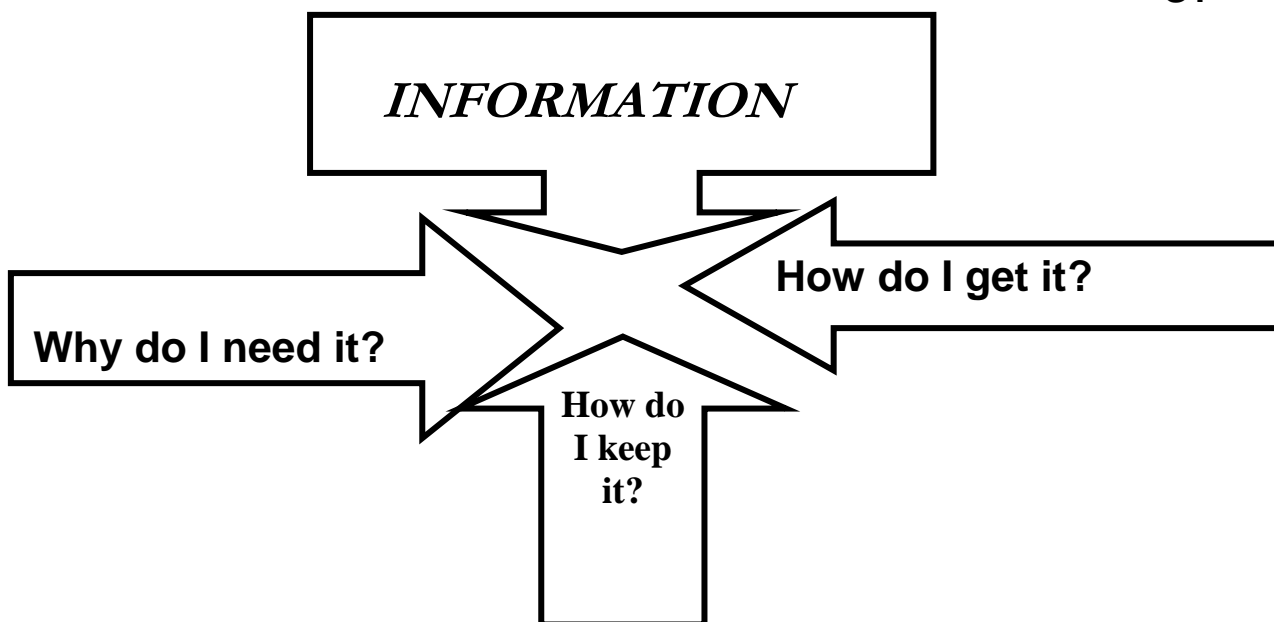 INFORMATION
How do I get it?
Why do I need it?
How do
I keep
it?